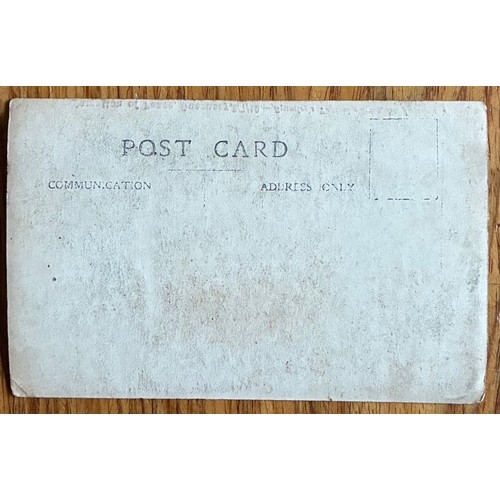 POST CARD
COMMUNICATION ADDRESS ONLY